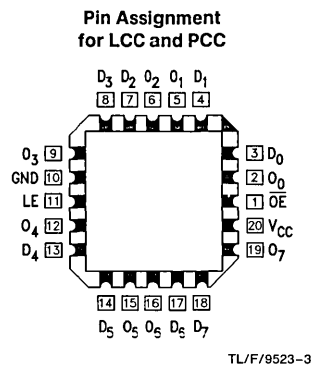 Pin Assignment
for LCC and PCC
D3 D2 O2 O1 D1
8 7 6 5 4
O3 9
GND 10
LE 11
O4 12
D4 13
3 D0
2 O0
1 OE
20 VCC
19 O7
14 15 16 17 18
D5 O5 O6 D6 D7
TL/F/9523-3